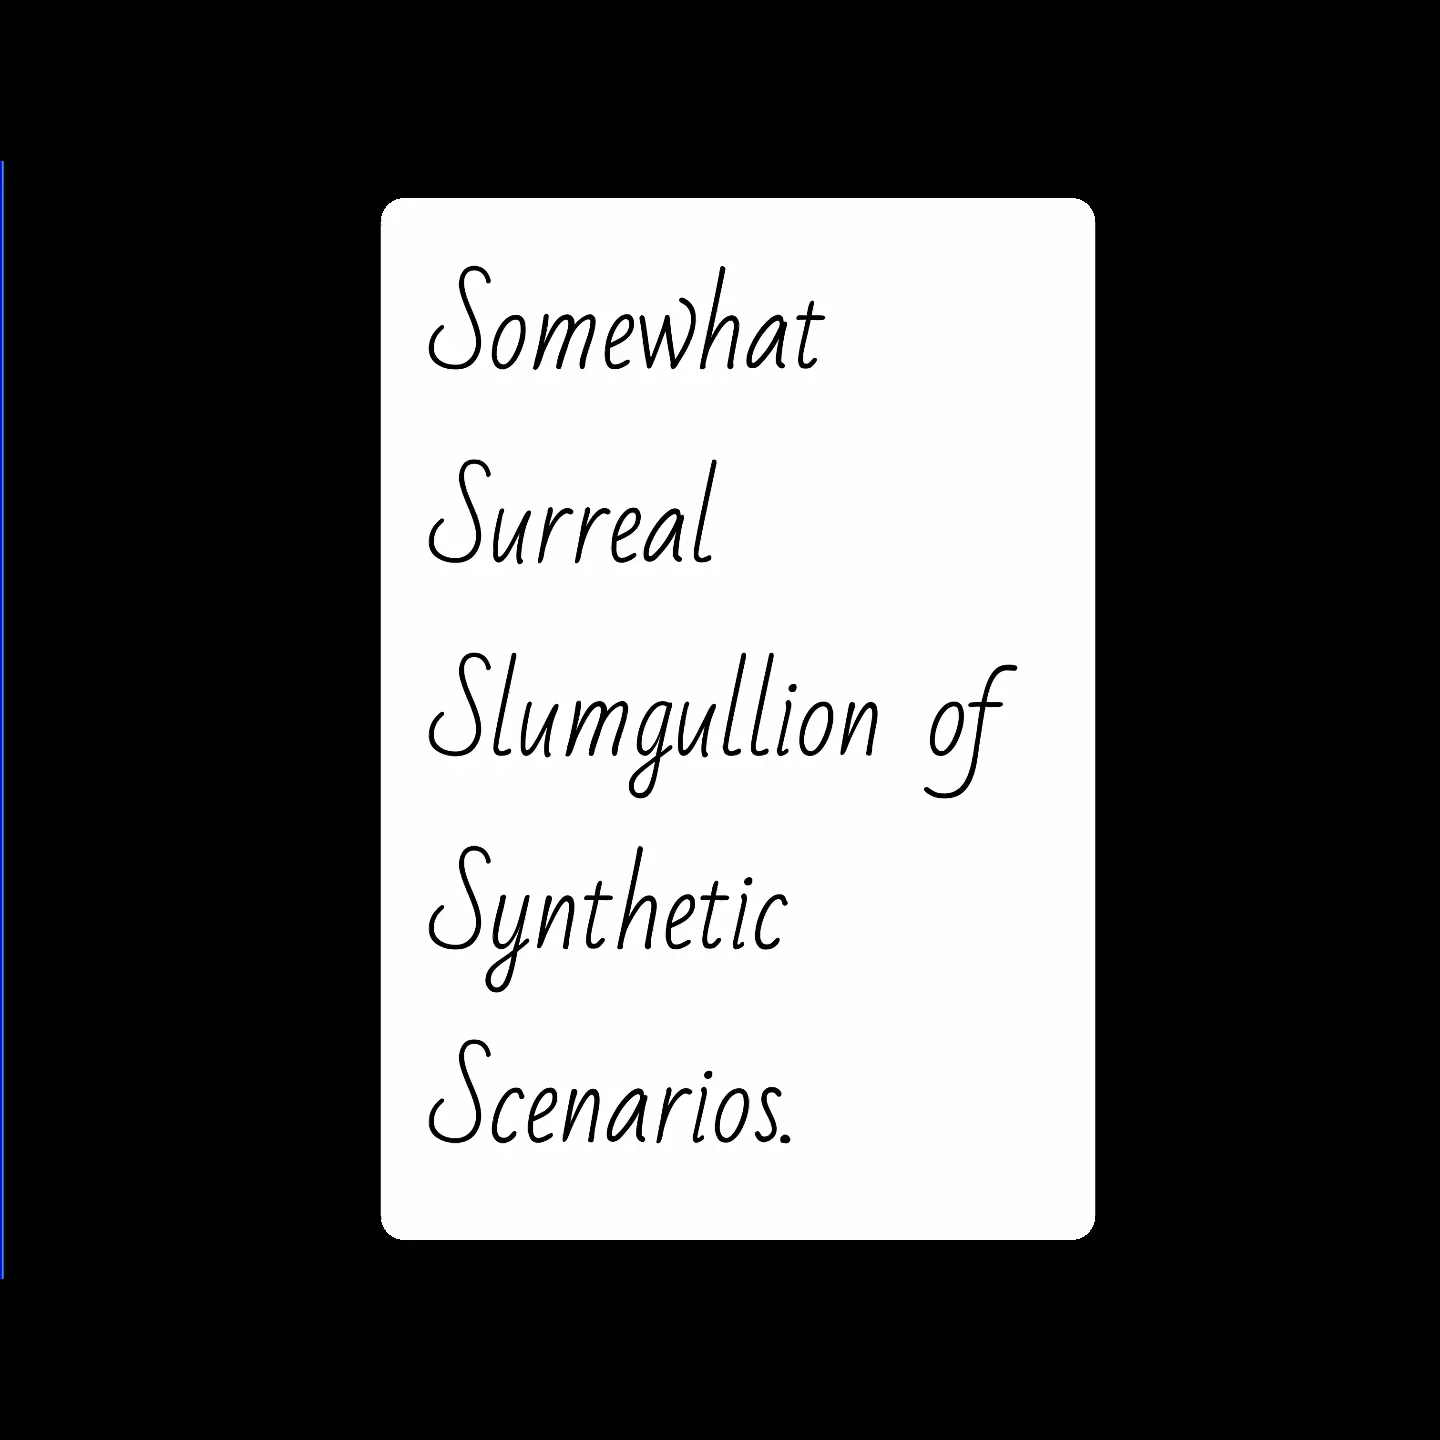 Somewhat
Surreal
Slumgullion of
Synthetic
Scenarios.